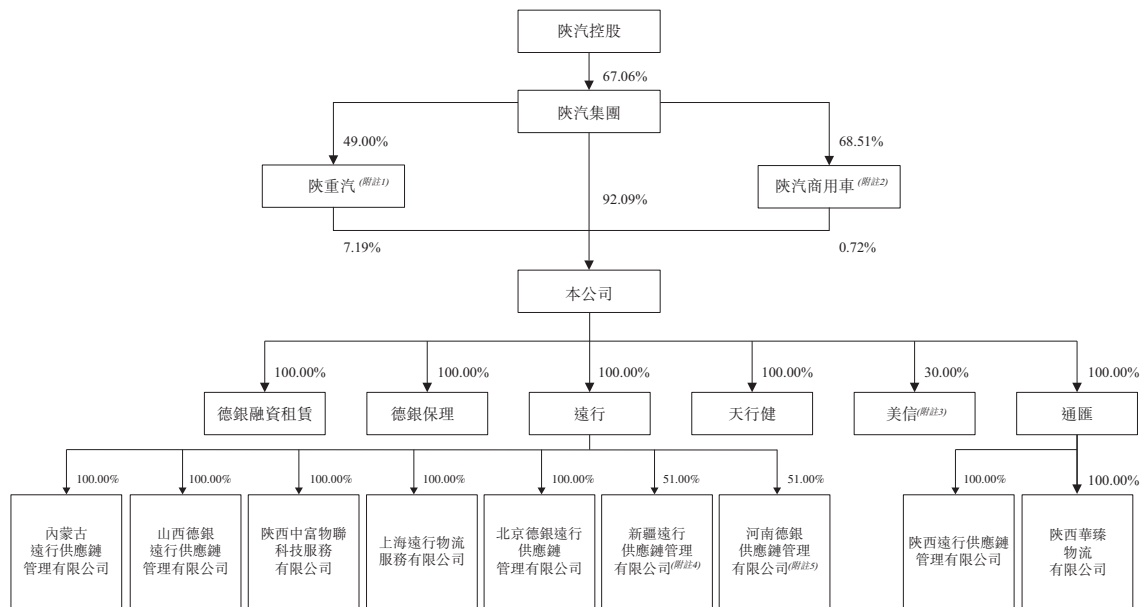 陝汽控股
67.06%
陝汽集團
49.00%
68.51%
陝重汽(附註1)
陝汽商用車(附註2)
92.09%
7.19%
0.72%
本公司
100.00%
100.00%
100.00%
100.00%
30.00%
100.00%
德銀融資租賃
德銀保理
遠行
天行健
美信(附註3)
通匯
100.00%
100.00%
100.00%
100.00%
100.00%
51.00%
51.00%
100.00%
100.00%
內蒙古
遠行供應鏈
管理有限公司
山西德銀
遠行供應鏈
管理有限公司
陝西中富物聯
科技服務
有限公司
上海遠行物流
服務有限公司
北京德銀遠行
供應鏈
管理有限公司
新疆遠行
供應鏈管理
有限公司(附註4)
河南德銀
供應鏈管理
有限公司(附註5)
陝西遠行供應鏈
管理有限公司
陝西華臻
物流
有限公司